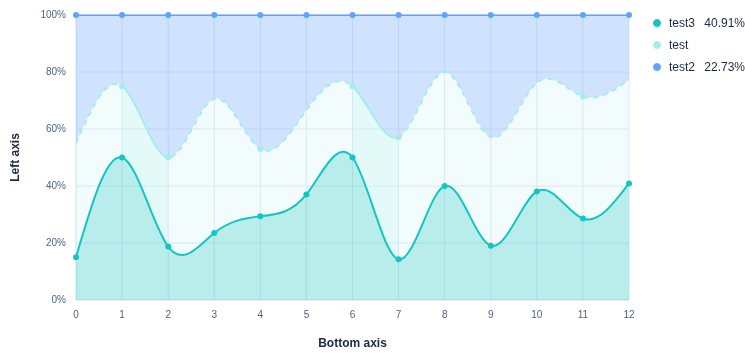 100%
80%
60%
40%
20%
0%
Left axis
0 1 2 3 4 5 6 7 8 9 10 11 12
Bottom axis
test3 40.91%
test
test2 22.73%